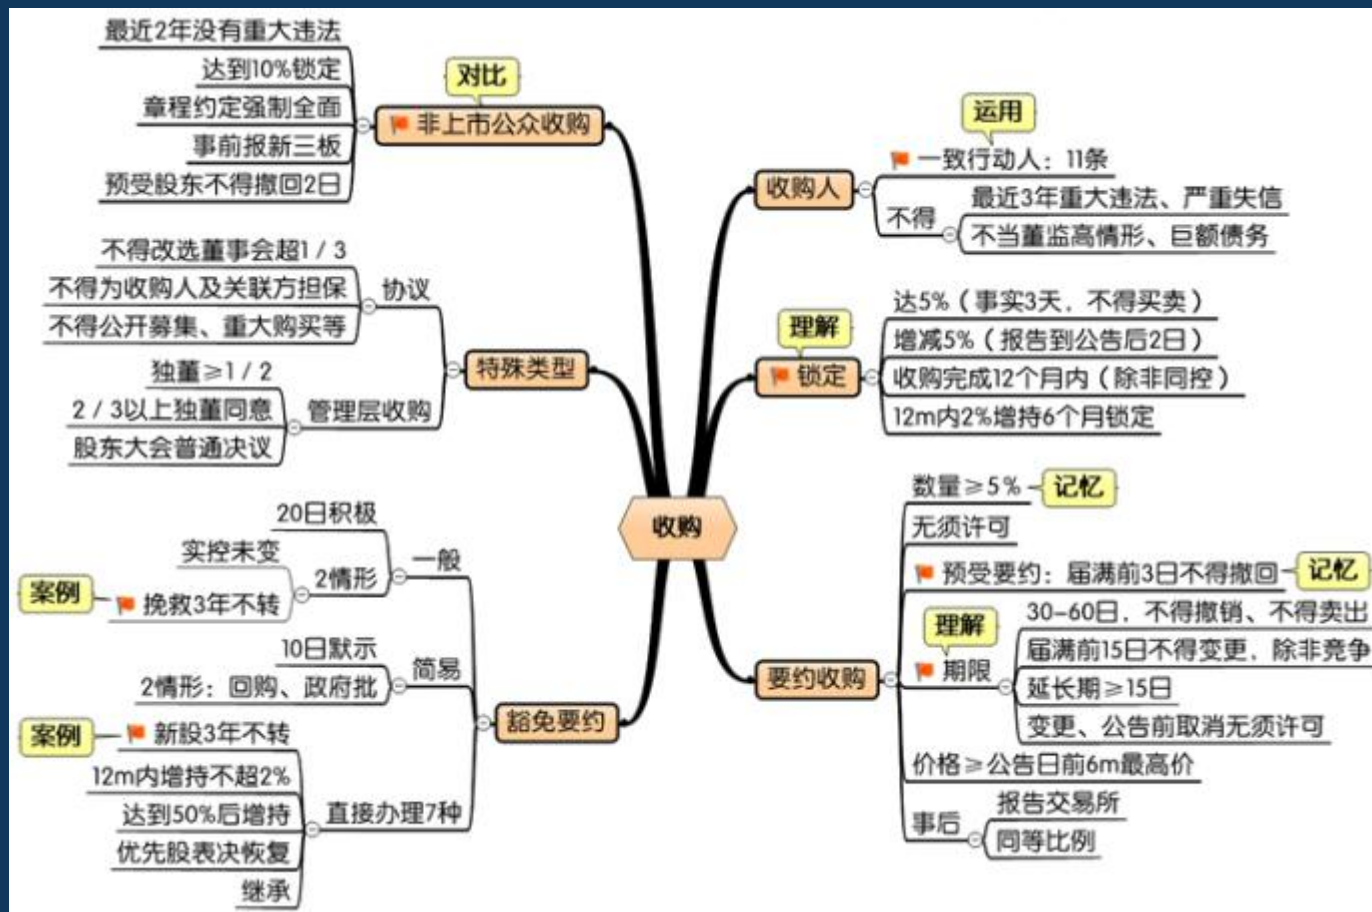 收购
对比
非上市公众收购
最近2年没有重大违法
达到10%锁定
章程约定强制全面
事前报新三板
预受股东不得撤回2日
特殊类型
协议
不得改选董事会超1/3
不得为收购人及关联方担保
不得公开募集、重大购买等
管理层收购
独董≥1/2
2/3以上独董同意
股东大会普通决议
豁免要约
一般
20日积极
2情形
实控未变
挽救3年不转
案例
简易
10日默示
2情形：回购、政府批
直接办理7种
新股3年不转
案例
12m内增持不超2%
达到50%后增持
优先股表决恢复
继承
收购人
运用
一致行动人：11条
不得
最近3年重大违法、严重失信
不当董监高情形、巨额债务
理解
锁定
达5%（事实3天，不得买卖）
增减5%（报告到公告后2日）
收购完成12个月内（除非同控）
12m内2%增持6个月锁定
要约收购
数量≥5%
记忆
无须许可
预受要约：届满前3日不得撤回
记忆
理解
期限
30-60日，不得撤销、不得卖出
届满前15日不得变更，除非竞争
延长期≥15日
变更、公告前取消无须许可
价格≥公告日前6m最高价
事后
报告交易所
同等比例